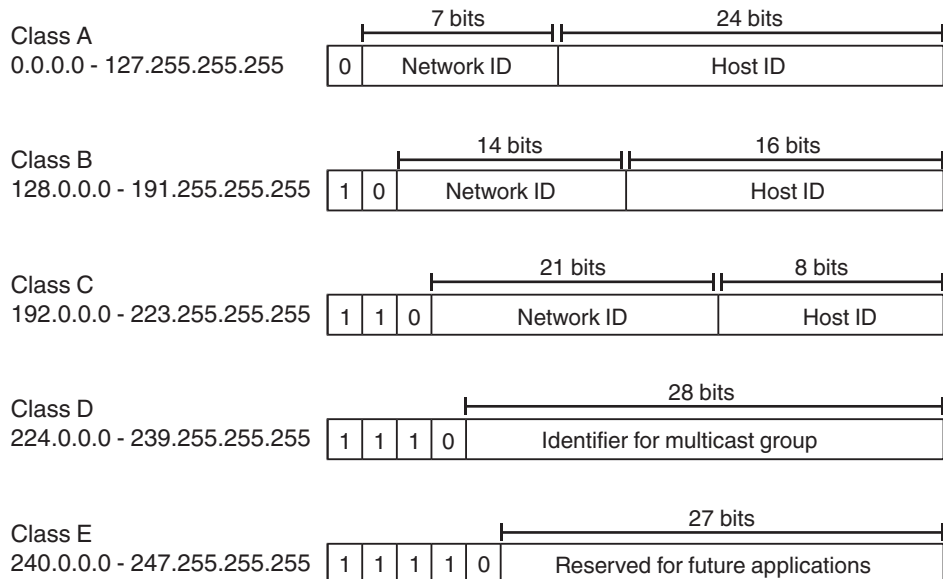 7 bits 24 bits
Class A
0.0.0.0 - 127.255.255.255 0 Network ID Host ID
14 bits 16 bits
Class B
128.0.0.0 - 191.255.255.255 1 0 Network ID Host ID
21 bits 8 bits
Class C
192.0.0.0 - 223.255.255.255 1 1 0 Network ID Host ID
28 bits
Class D
224.0.0.0 - 239.255.255.255 1 1 1 0 Identifier for multicast group
27 bits
Class E
240.0.0.0 - 247.255.255.255 1 1 1 1 0 Reserved for future applications